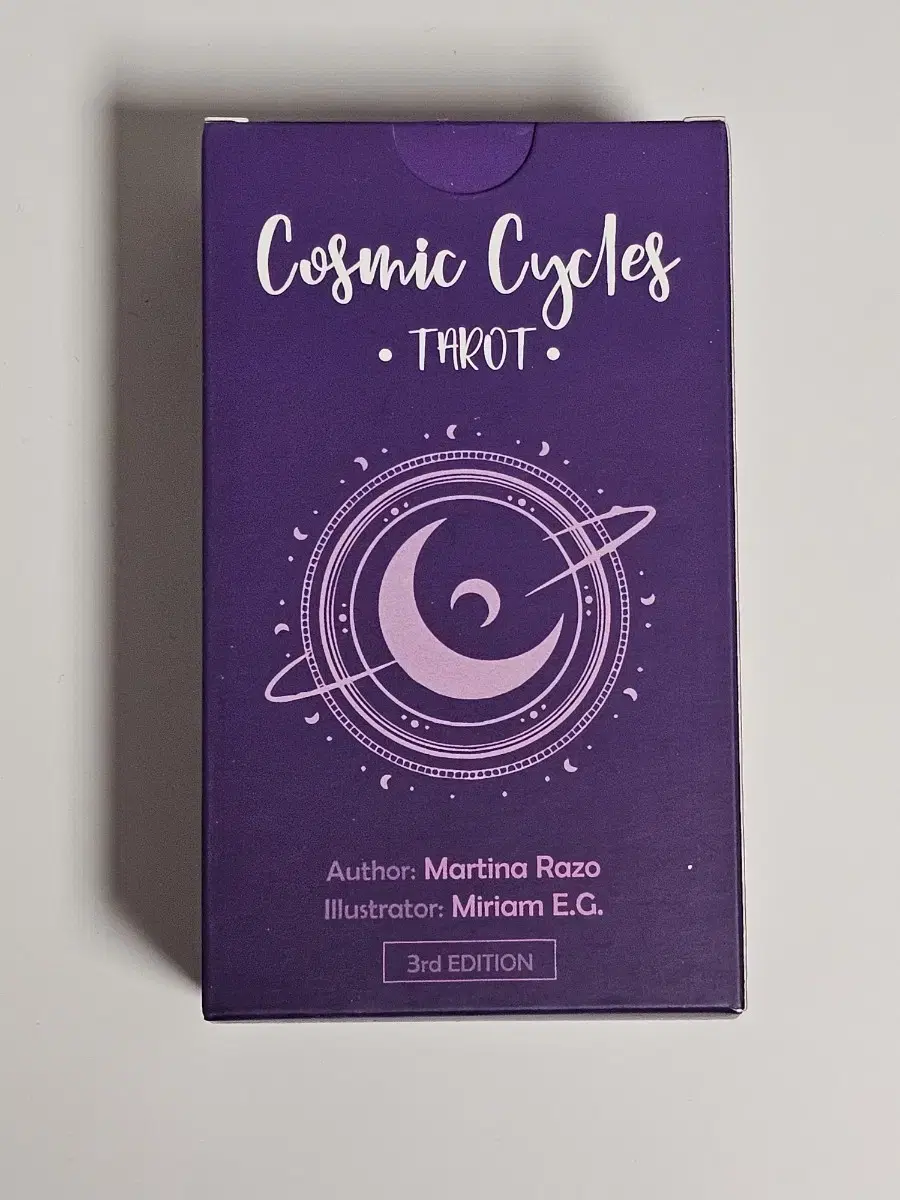 Cosmic Cycles
• TAROT •
Author: Martina Razo
Illustrator: Miriam E.G.
3rd EDITION